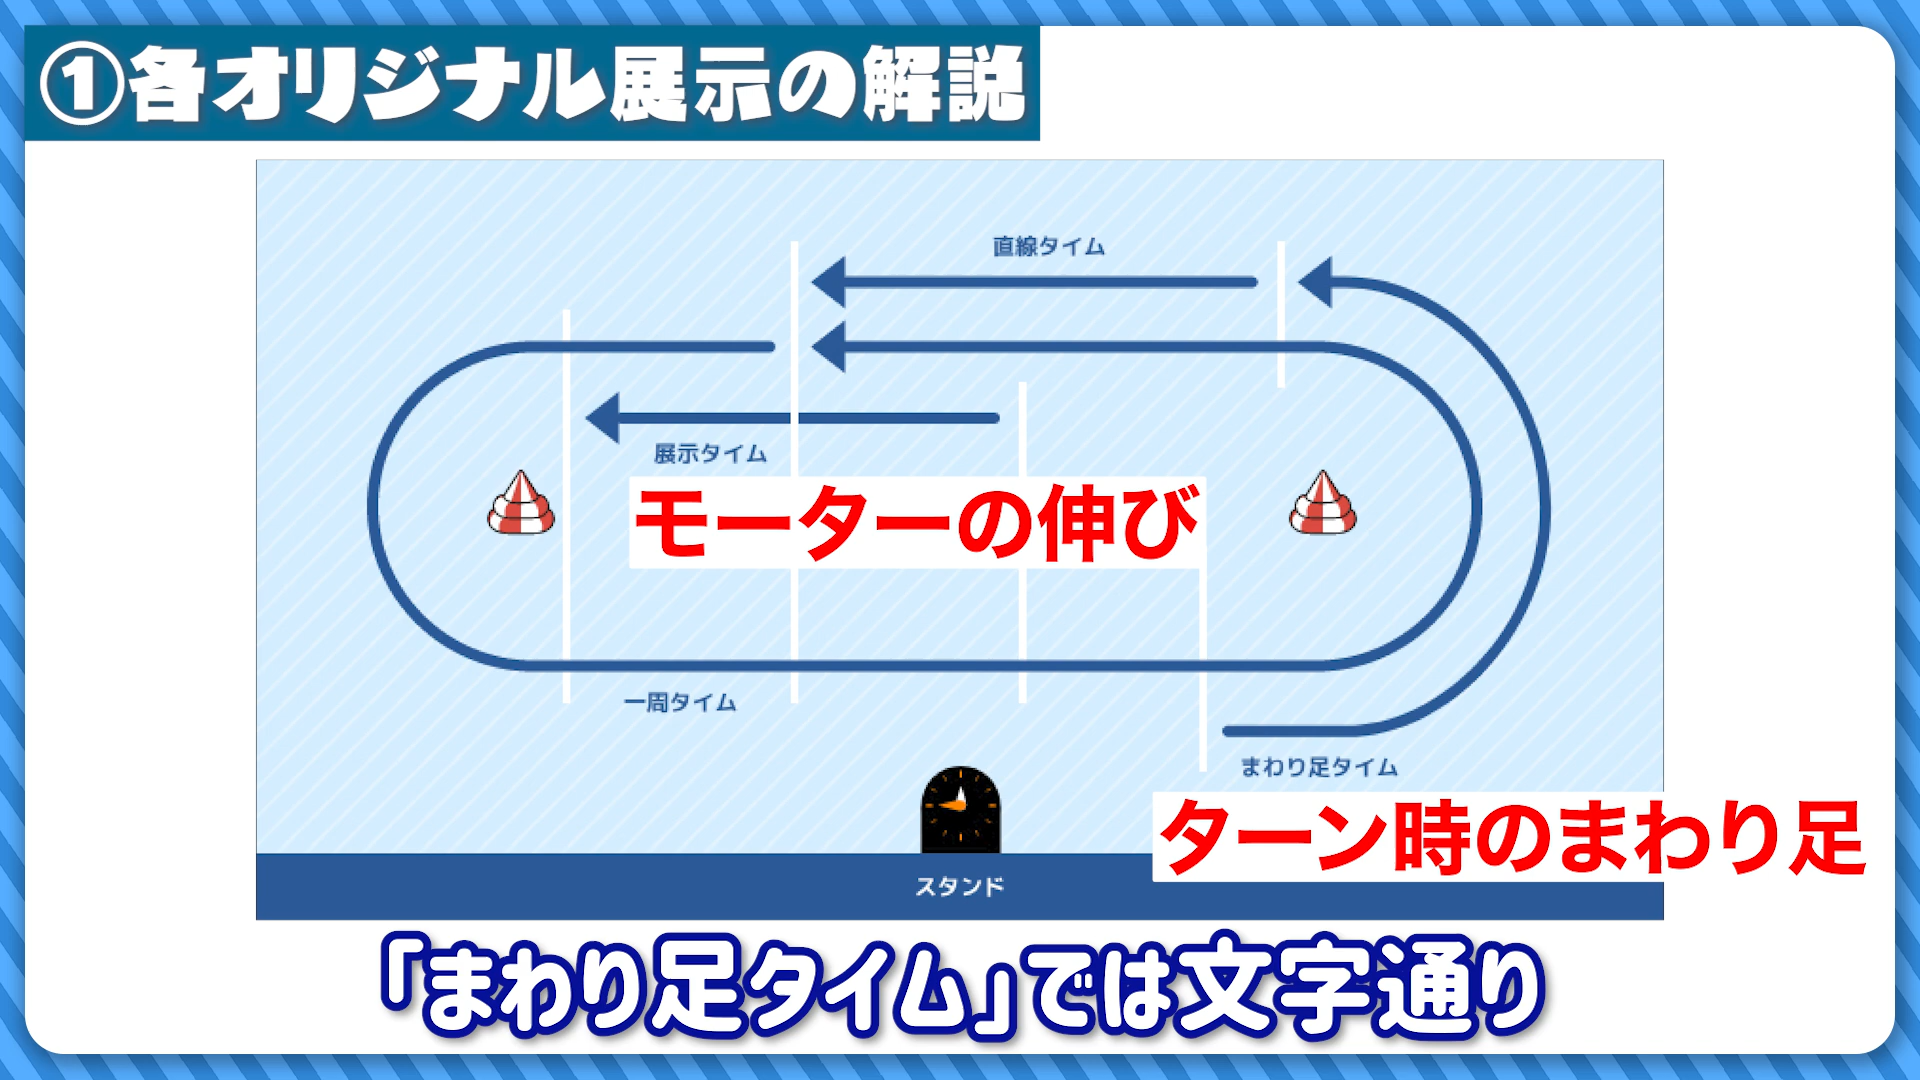 ①各オリジナル展示の解説
直線タイム
展示タイム
モーターの伸び
一周タイム
まわり足タイム
ターン時のまわり足
スタンド
「まわり足タイム」では文字通り